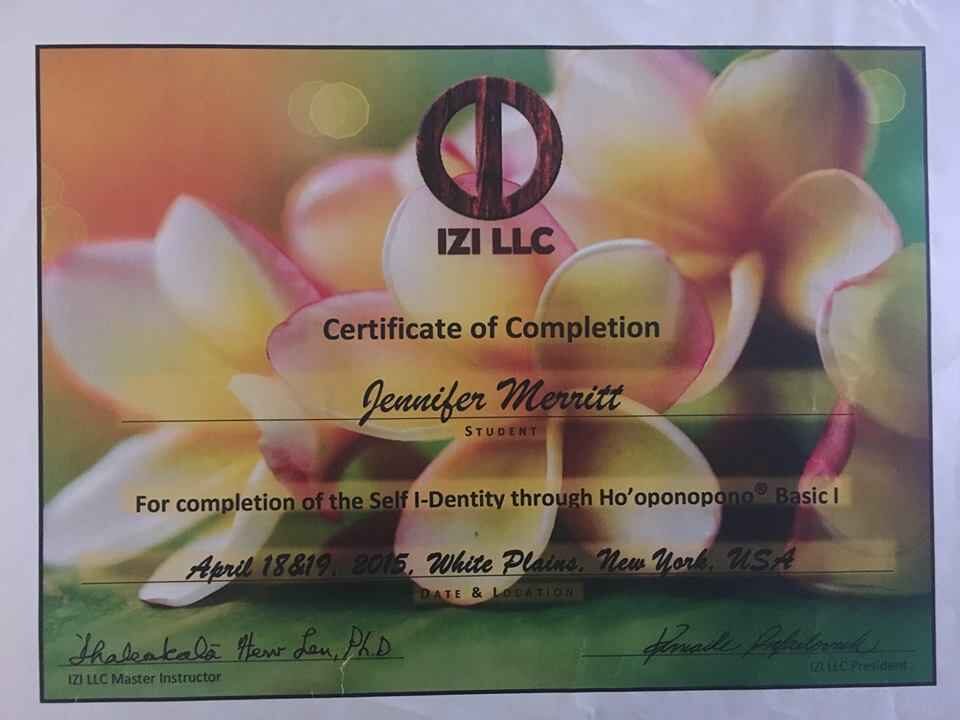 IZI LLC
Certificate of Completion
Jennifer Merritt
STUDENT
For completion of the Self I-Dentity through Ho'oponopono® Basic I
April 18&19, 2015, White Plains, New York, USA
DATE & LOCATION
Ihaleakalā Hew Len, Ph.D
IZI LLC Master Instructor
IZI LLC President